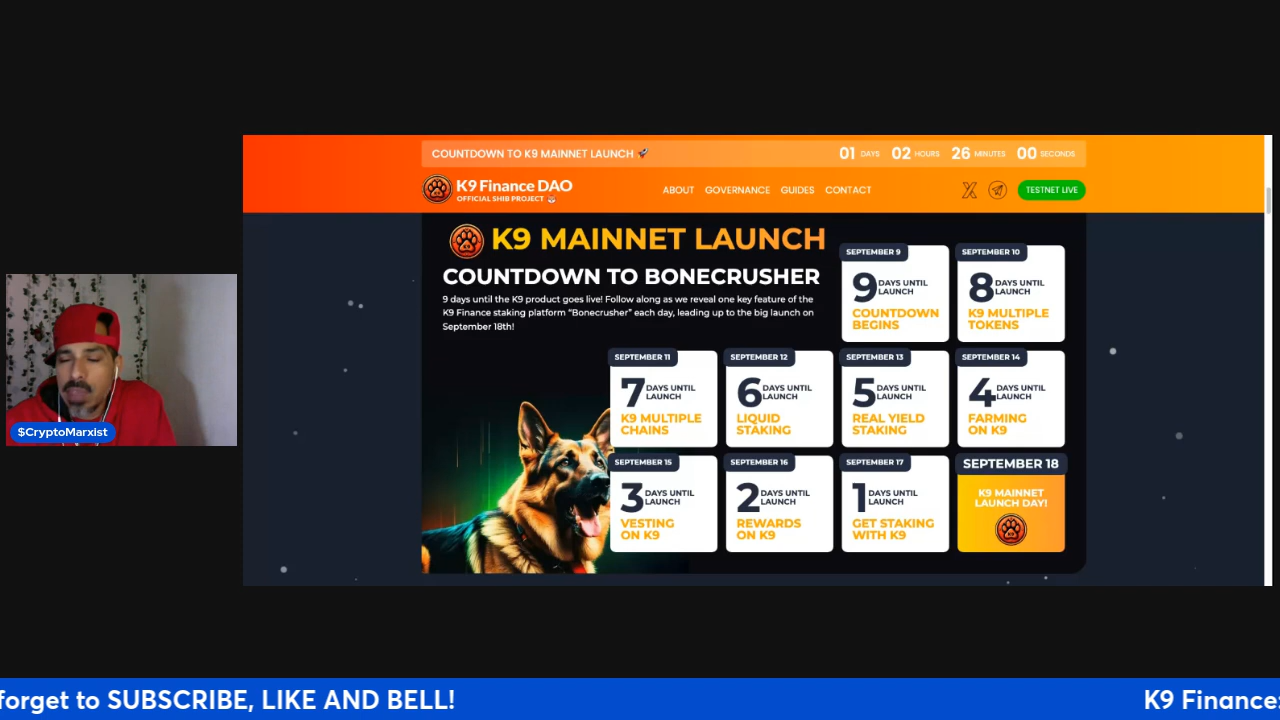 COUNTDOWN TO K9 MAINNET LAUNCH 🚀
01 DAYS 02 HOURS 26 MINUTES 00 SECONDS
K9 Finance DAO
OFFICIAL SHIB PROJECT
ABOUT GOVERNANCE GUIDES CONTACT
TESTNET LIVE
K9 MAINNET LAUNCH
COUNTDOWN TO BONECRUSHER
9 days until the K9 product goes live! Follow along as we reveal one key feature of the
K9 Finance staking platform “Bonecrusher” each day, leading up to the big launch on
September 18th!
SEPTEMBER 9
9 DAYS UNTIL
LAUNCH
COUNTDOWN
BEGINS
SEPTEMBER 10
8 DAYS UNTIL
LAUNCH
K9 MULTIPLE
TOKENS
SEPTEMBER 11
7 DAYS UNTIL
LAUNCH
K9 MULTIPLE
CHAINS
SEPTEMBER 12
6 DAYS UNTIL
LAUNCH
LIQUID
STAKING
SEPTEMBER 13
5 DAYS UNTIL
LAUNCH
REAL YIELD
STAKING
SEPTEMBER 14
4 DAYS UNTIL
LAUNCH
FARMING
ON K9
SEPTEMBER 15
3 DAYS UNTIL
LAUNCH
VESTING
ON K9
SEPTEMBER 16
2 DAYS UNTIL
LAUNCH
REWARDS
ON K9
SEPTEMBER 17
1 DAYS UNTIL
LAUNCH
GET STAKING
WITH K9
SEPTEMBER 18
K9 MAINNET
LAUNCH DAY!
$CryptoMarxist
forget to SUBSCRIBE, LIKE AND BELL! K9 Finance: